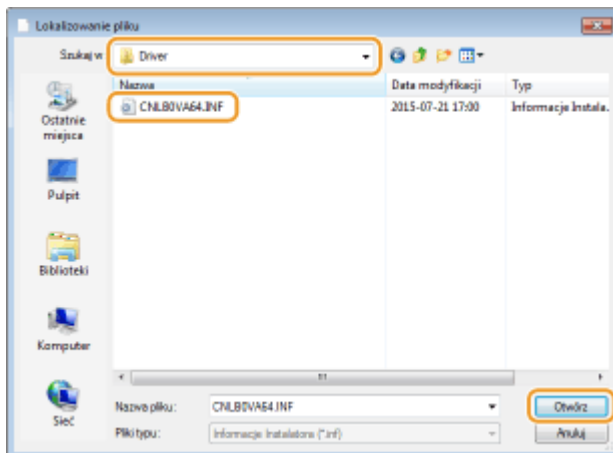 Lokalizowanie pliku
Szukaj w
Driver
Nazwa
Data modyfikacji
Typ
CNLB0VA64.INF
2015-07-21 17:00
Informacje Instala.
Ostatnie
miejsca
Pulpit
Biblioteki
Komputer
Sieć
Nazwa pliku:
CNLB0VA64.INF
Otwórz
Pliki typu:
Informacje Instalatora (*.inf)
Anuluj